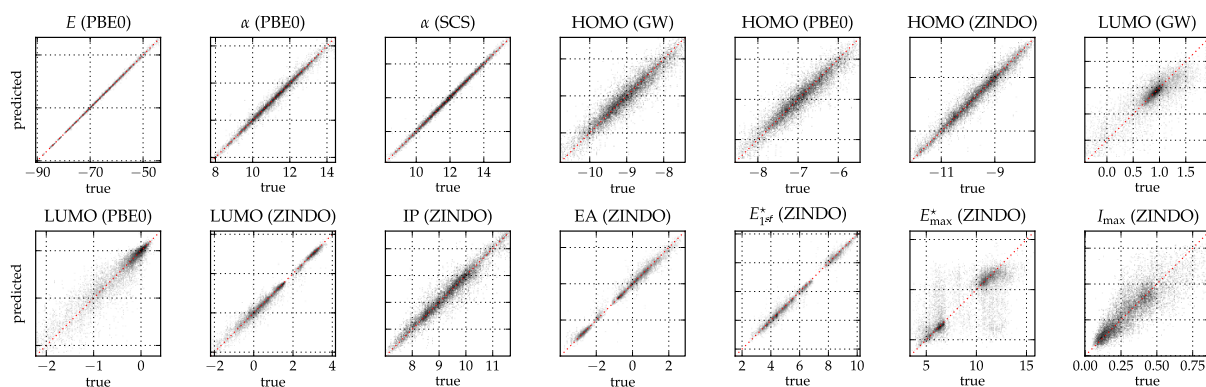 E (PBE0) α (PBE0) α (SCS) HOMO (GW) HOMO (PBE0) HOMO (ZINDO) LUMO (GW)
predicted
−90 −70 −50 8 10 12 14 10 12 14 −10 −9 −8 −8 −7 −6 −11 −9 0.0 0.5 1.0 1.5
true true true true true true true
LUMO (PBE0) LUMO (ZINDO) IP (ZINDO) EA (ZINDO) E*1st (ZINDO) E*max (ZINDO) Imax (ZINDO)
predicted
−2 −1 0 −2 0 2 4 8 9 10 11 −2 0 2 2 4 6 8 10 5 10 15 0.00 0.25 0.50 0.75
true true true true true true true